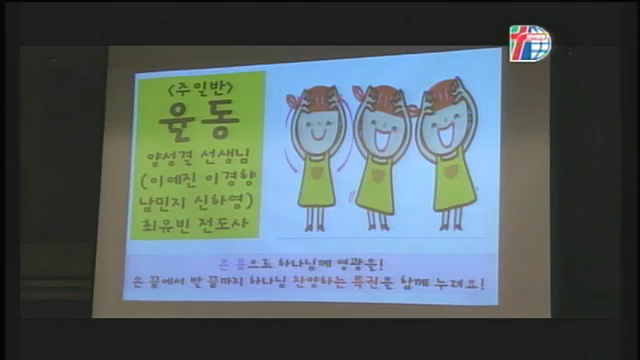 <주일반>
율동
양성결 선생님
(이예진 이경향
남민지 신하영)
최유빈 전도사
온 몸으로 하나님께 영광을!
손 끝에서 발 끝까지 하나님 찬양하는 특권을 함께 누려요!